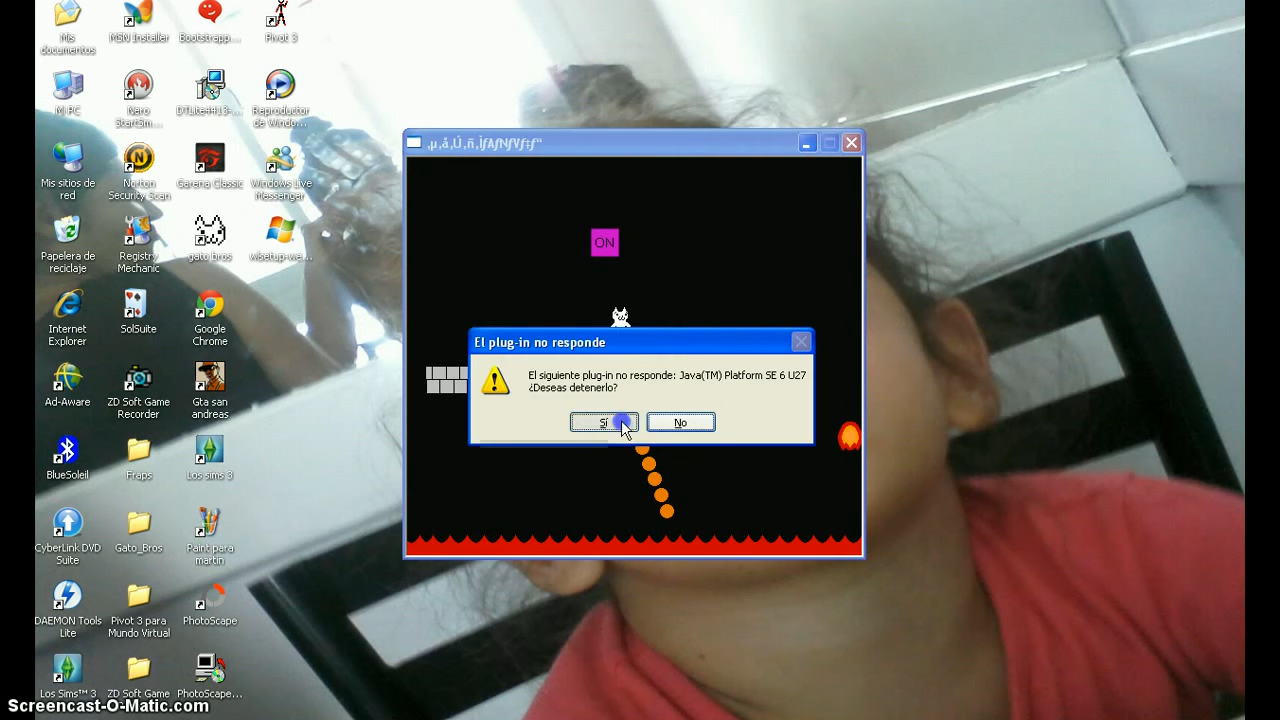 Mis documentos
MSN Installer
Bootstrapp...
Pivot 3
Mi PC
Nero StartSm...
DTLite4413-...
Reproductor de Windo...
Mis sitios de red
Norton Security Scan
Garena Classic
Windows Live Messenger
Papelera de reciclaje
Registry Mechanic
gato bros
wlsetup-we...
Internet Explorer
SolSuite
Google Chrome
Ad-Aware
ZD Soft Game Recorder
Gta san andreas
BlueSoleil
Fraps
Los sims 3
CyberLink DVD Suite
Gato_Bros
Paint para martin
DAEMON Tools Lite
Pivot 3 para Mundo Virtual
PhotoScape
Los Sims™ 3
ZD Soft Game
PhotoScape...
ON
El plug-in no responde
El siguiente plug-in no responde: Java(TM) Platform SE 6 U27
¿Deseas detenerlo?
Sí
No
Screencast-O-Matic.com